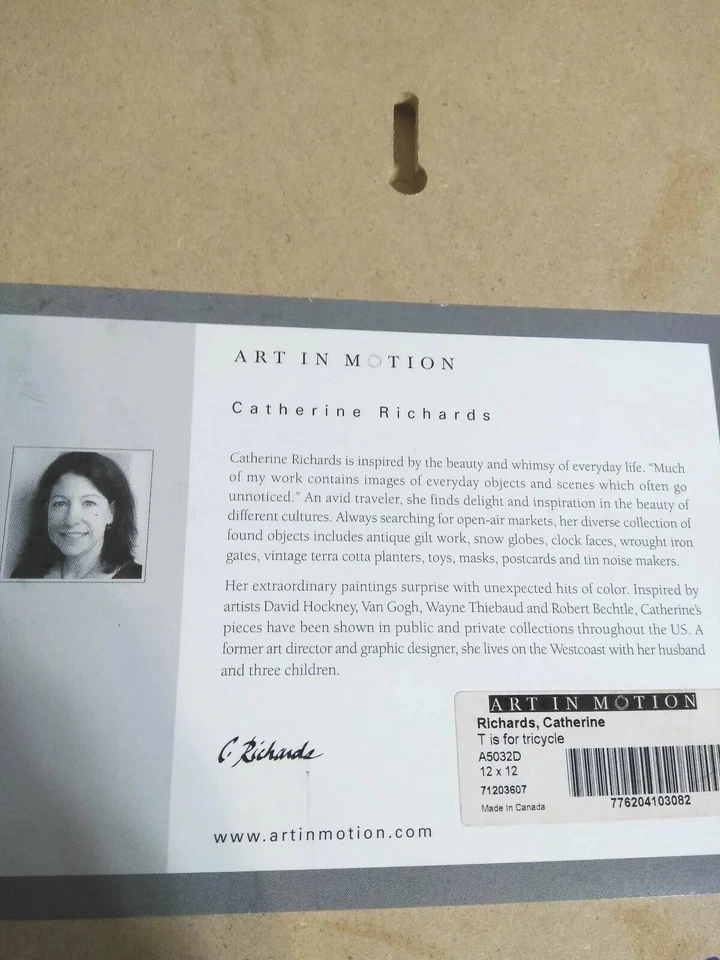 ART IN MOTION
Catherine Richards
Catherine Richards is inspired by the beauty and whimsy of everyday life. “Much
of my work contains images of everyday objects and scenes which often go
unnoticed.” An avid traveler, she finds delight and inspiration in the beauty of
different cultures. Always searching for open-air markets, her diverse collection of
found objects includes antique gilt work, snow globes, clock faces, wrought iron
gates, vintage terra cotta planters, toys, masks, postcards and tin noise makers.
Her extraordinary paintings surprise with unexpected hits of color. Inspired by
artists David Hockney, Van Gogh, Wayne Thiebaud and Robert Bechtle, Catherine's
pieces have been shown in public and private collections throughout the US. A
former art director and graphic designer, she lives on the Westcoast with her husband
and three children.
C. Richards
www.artinmotion.com
ART IN MOTION
Richards, Catherine
T is for tricycle
A5032D
12 x 12
71203607
Made in Canada
776204103082